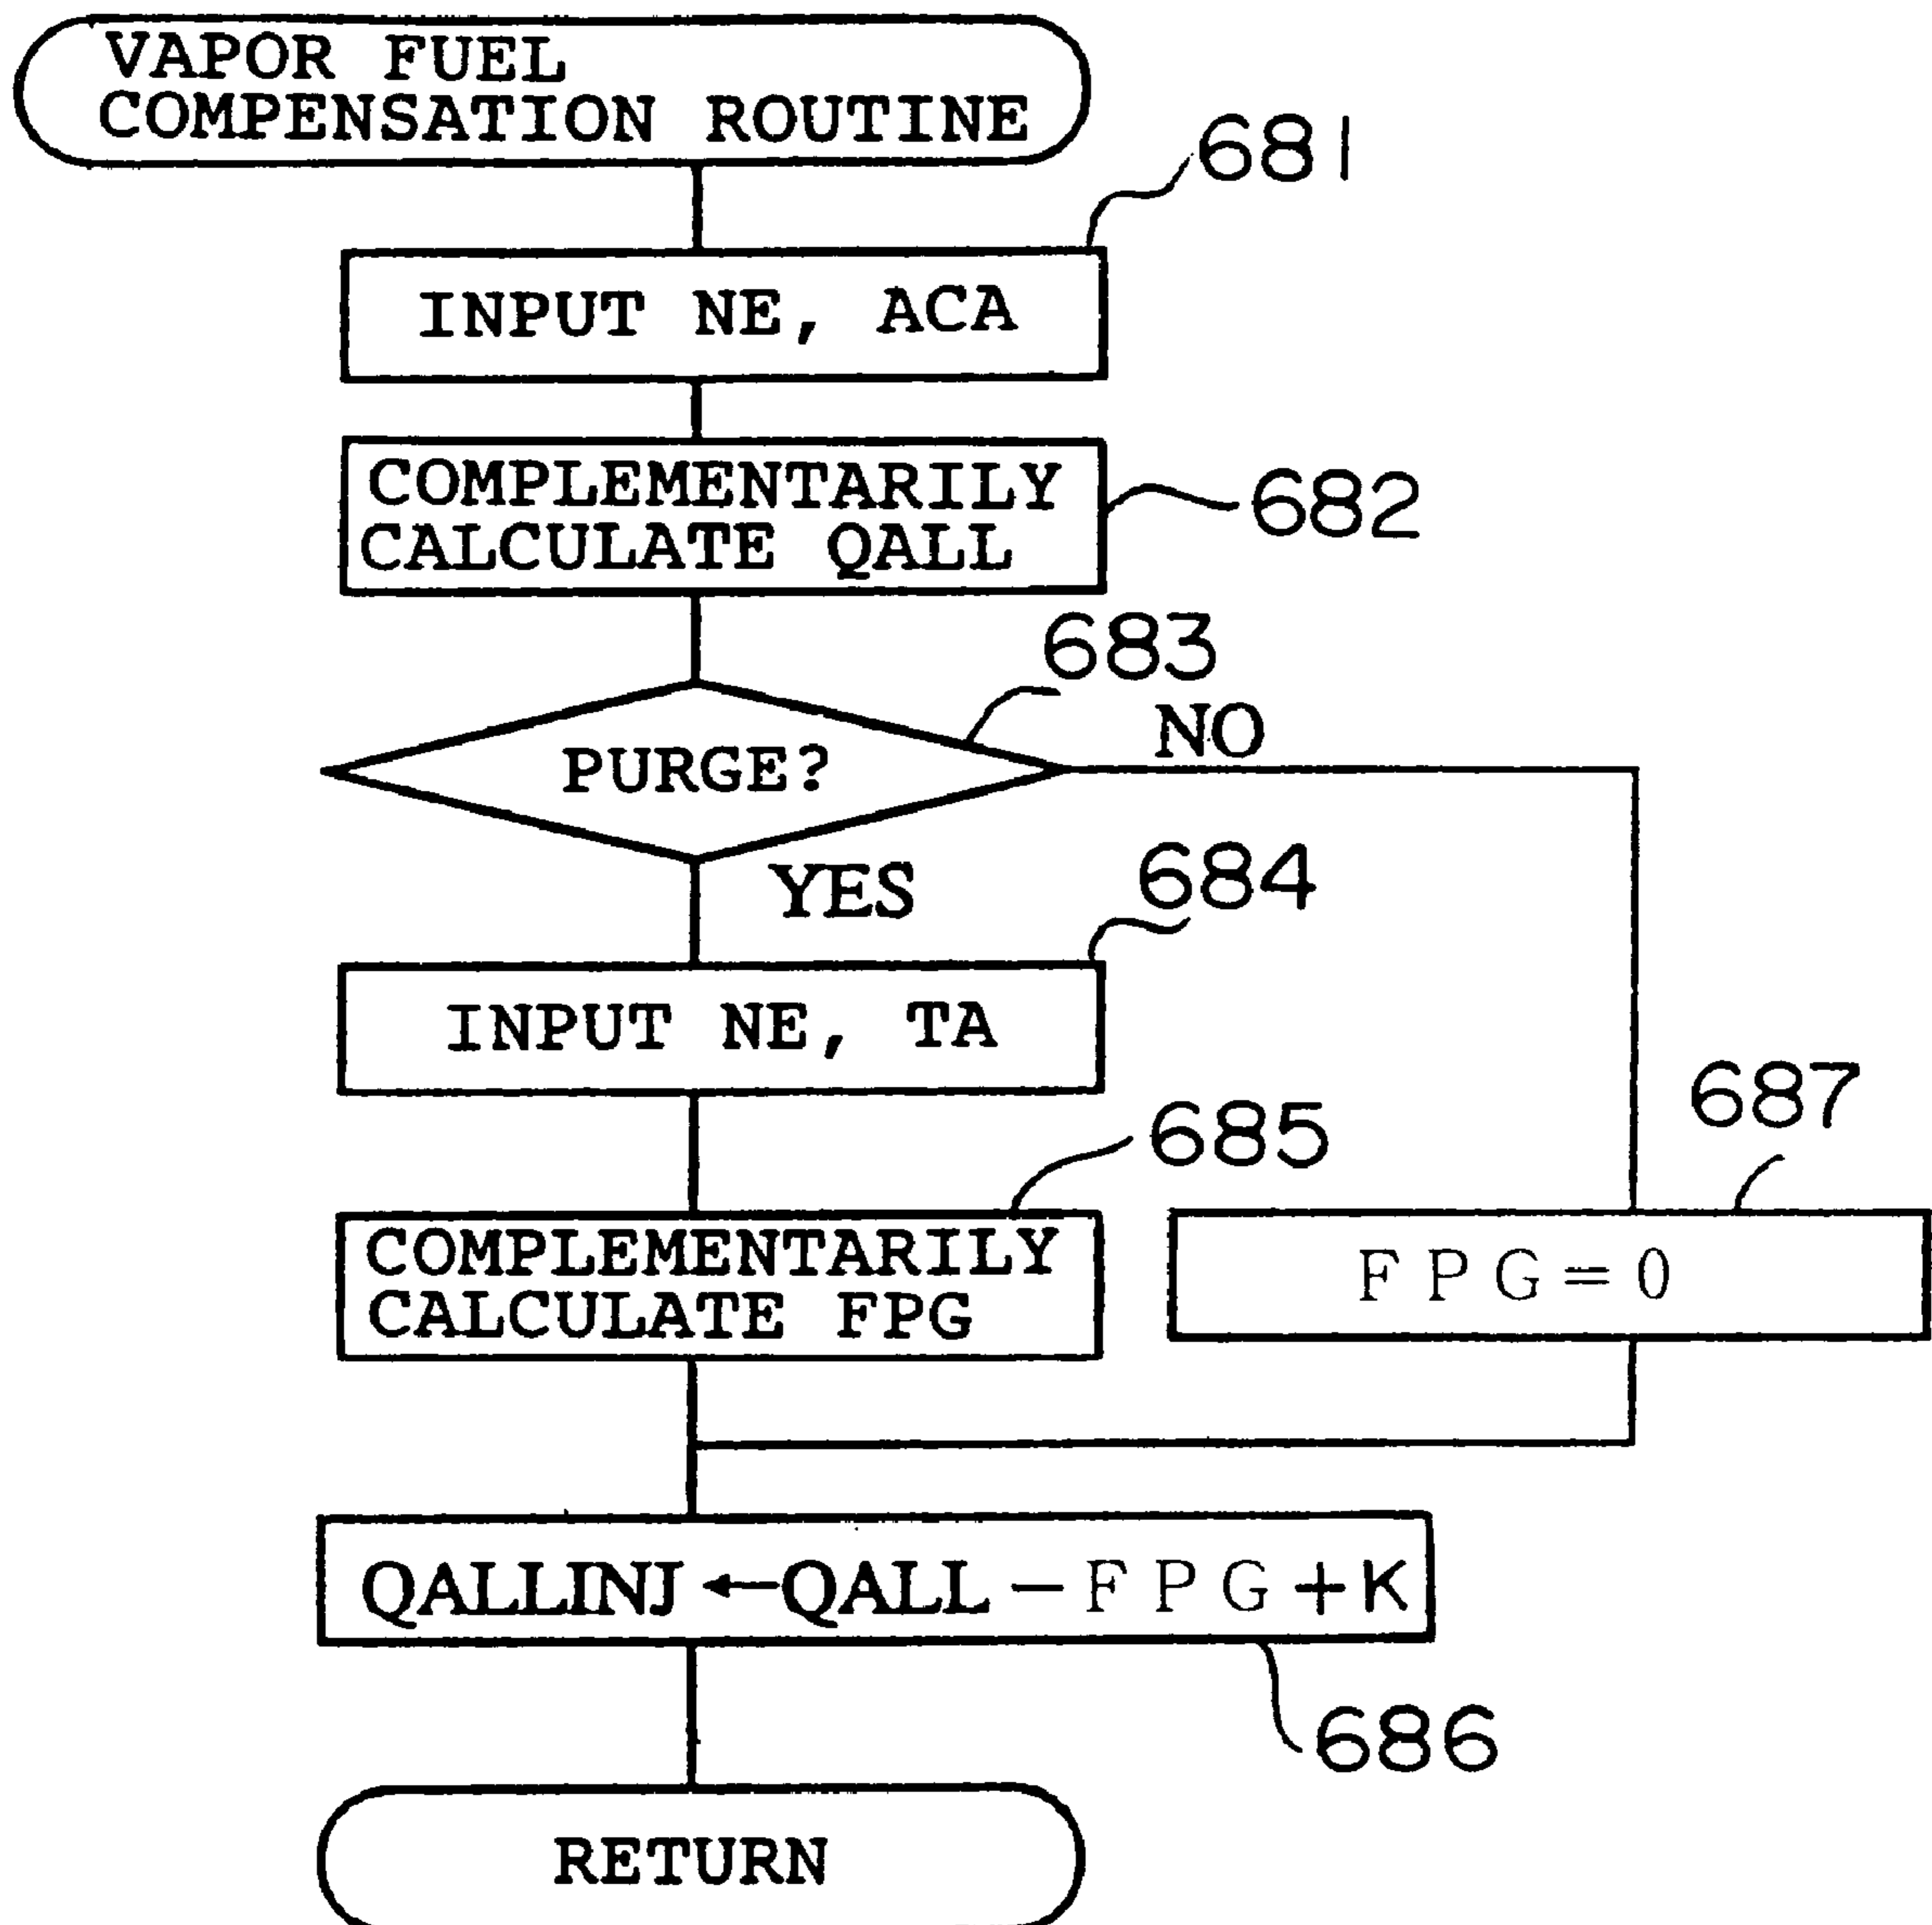 VAPOR FUEL
COMPENSATION ROUTINE
681
INPUT NE, ACA
COMPLEMENTARILY
CALCULATE QALL
682
683
PURGE?
NO
YES
684
INPUT NE, TA
685
687
COMPLEMENTARILY
CALCULATE FPG
FPG=0
QALLINJ←QALL-FPG+K
686
RETURN